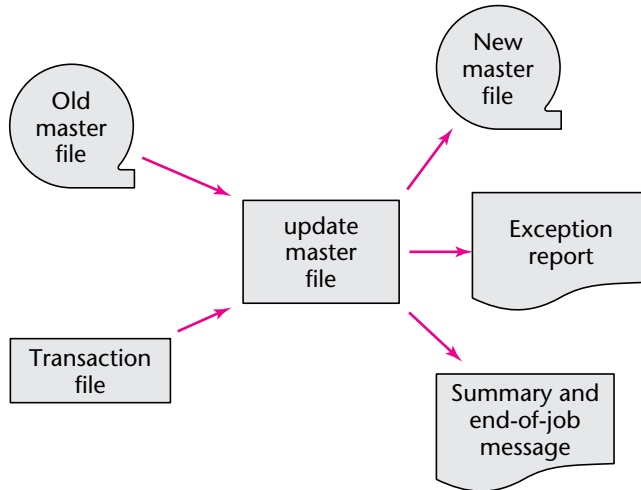 Old
master
file
New
master
file
update
master
file
Exception
report
Transaction
file
Summary and
end-of-job
message